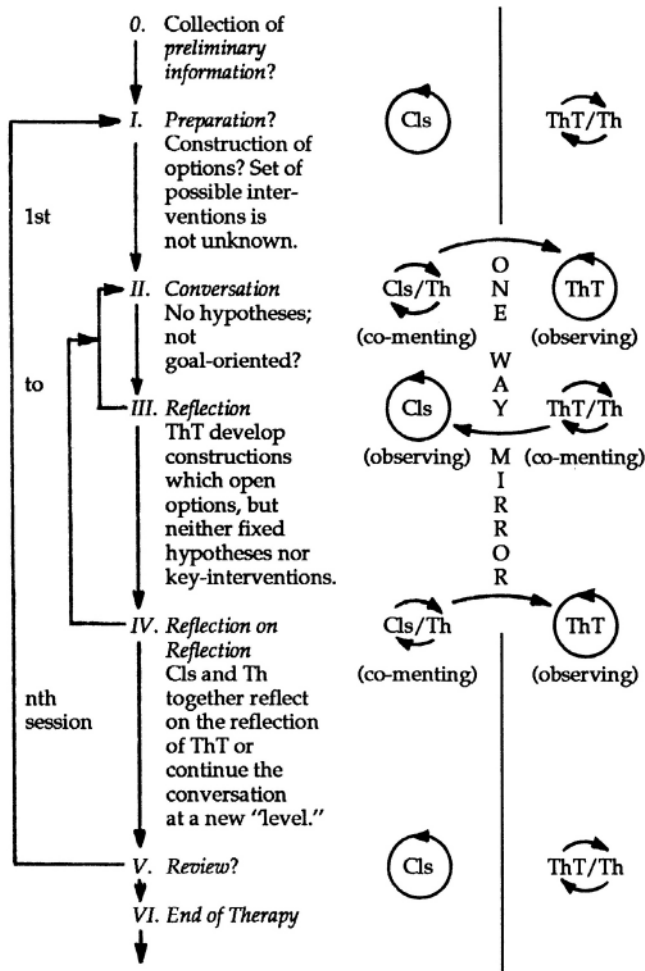 0. Collection of
preliminary
information?
I. Preparation?
Construction of
options? Set of
possible inter-
ventions is
not unknown.
1st
II. Conversation
No hypotheses;
not
goal-oriented?
to
III. Reflection
ThT develop
constructions
which open
options, but
neither fixed
hypotheses nor
key-interventions.
IV. Reflection on
Reflection
Cls and Th
together reflect
on the reflection
of ThT or
continue the
conversation
at a new "level."
nth
session
V. Review?
VI. End of Therapy
Cls
ThT/Th
Cls/Th
ThT
(co-menting)
(observing)
Cls
ThT/Th
(observing)
(co-menting)
Cls/Th
ThT
(co-menting)
(observing)
Cls
ThT/Th
ONE WAY MIRROR